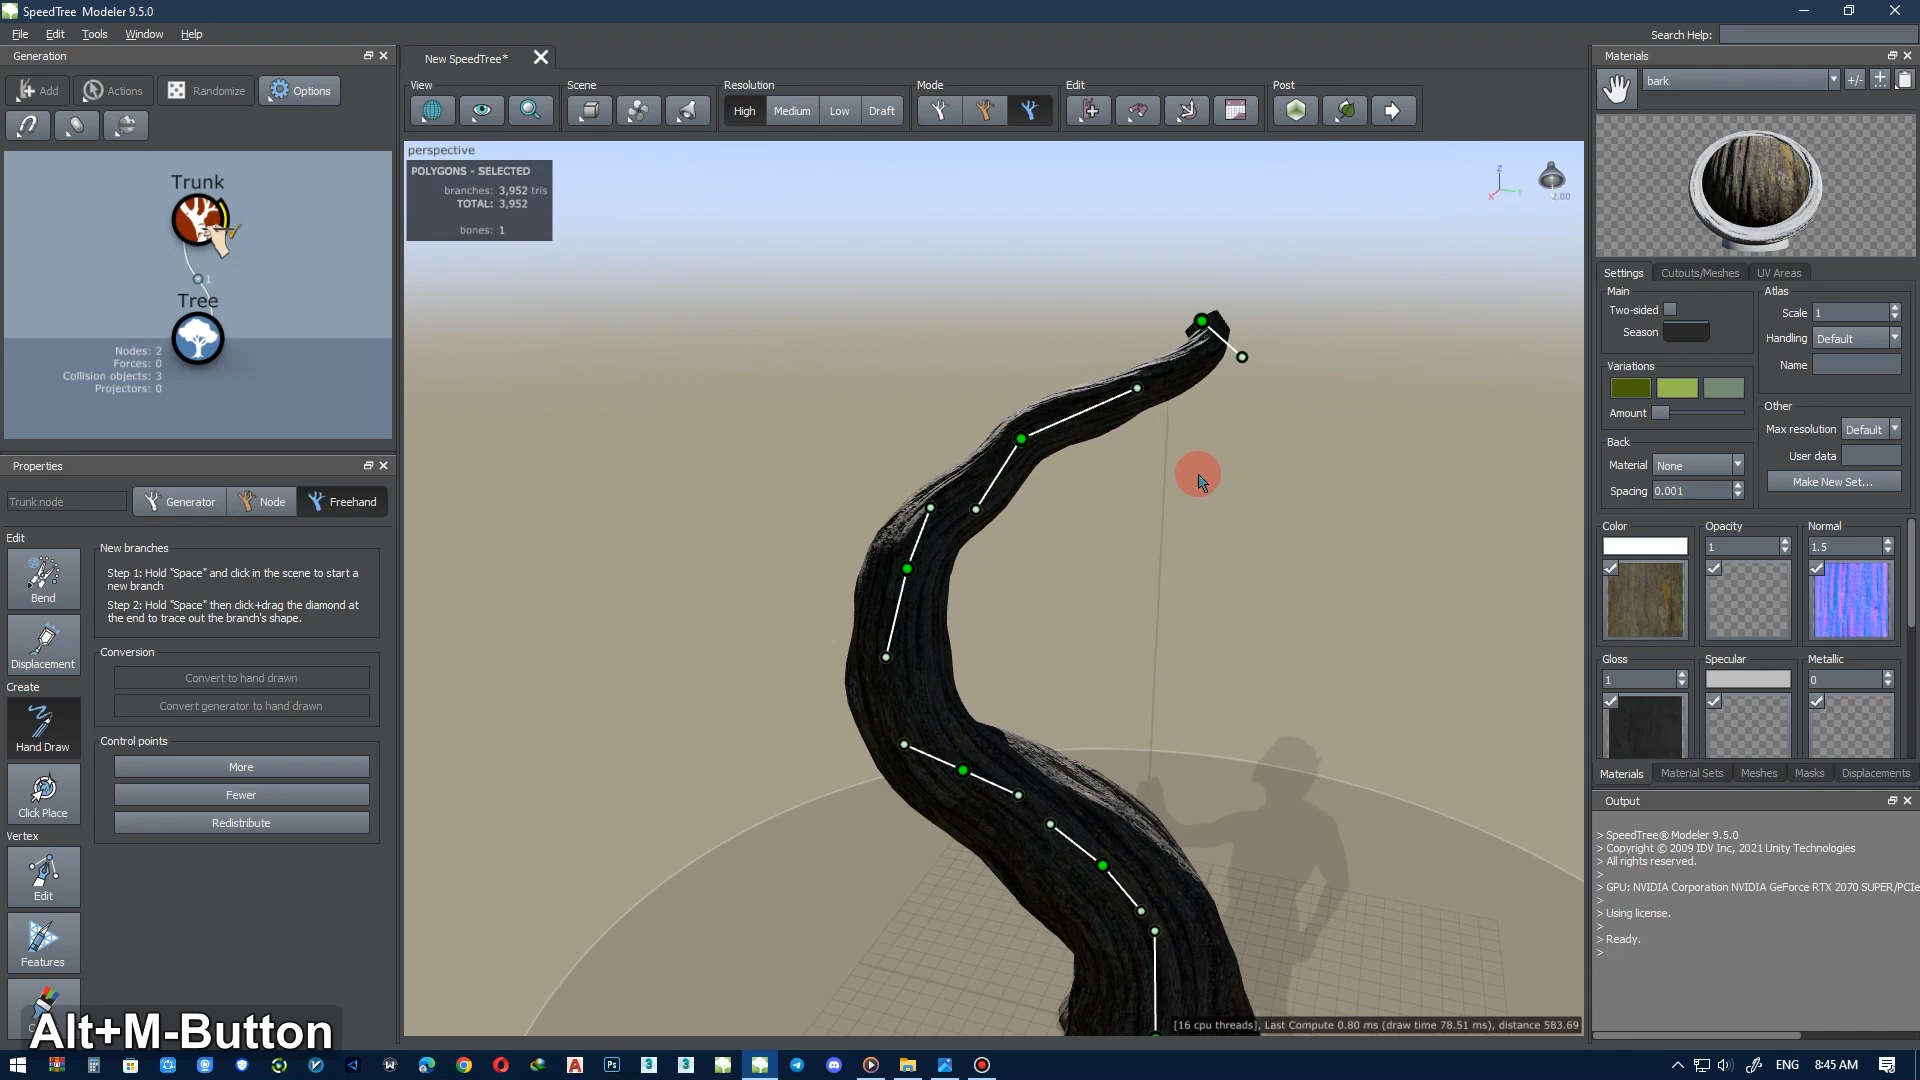 SpeedTree Modeler 9.5.0
File Edit Tools Window Help
Search Help:
Generation
Add Actions Randomize Options
Trunk
1
Tree
Nodes: 2
Forces: 0
Collision objects: 3
Projectors: 0
Properties
Trunk node
Generator Node Freehand
Edit
Bend
Displacement
Create
Hand Draw
Click Place
Vertex
Edit
Features
New branches
Step 1: Hold "Space" and click in the scene to start a
new branch
Step 2: Hold "Space" then click+drag the diamond at
the end to trace out the branch's shape.
Conversion
Convert to hand drawn
Convert generator to hand drawn
Control points
More
Fewer
Redistribute
Alt+M-Button
New SpeedTree*
View Scene Resolution Mode Edit Post
High Medium Low Draft
perspective
POLYGONS - SELECTED
branches: 3,952 tris
TOTAL: 3,952
bones: 1
Z
X Y
[16 cpu threads], Last Compute 0.80 ms (draw time 78.51 ms), distance 583.69
Materials
bark
+/-
Settings Cutouts/Meshes UV Areas
Main
Two-sided
Season
Variations
Amount
Back
Material None
Spacing 0.001
Atlas
Scale 1
Handling Default
Name
Other
Max resolution Default
User data
Make New Set...
Color Opacity Normal
1 1.5
Gloss Specular Metallic
1 0
Materials Material Sets Meshes Masks Displacements
Output
> SpeedTree® Modeler 9.5.0
> Copyright © 2009 IDV Inc, 2021 Unity Technologies
> All rights reserved.
>
> GPU: NVIDIA Corporation NVIDIA GeForce RTX 2070 SUPER/PCIe
>
> Using license.
>
> Ready.
>
ENG 8:45 AM